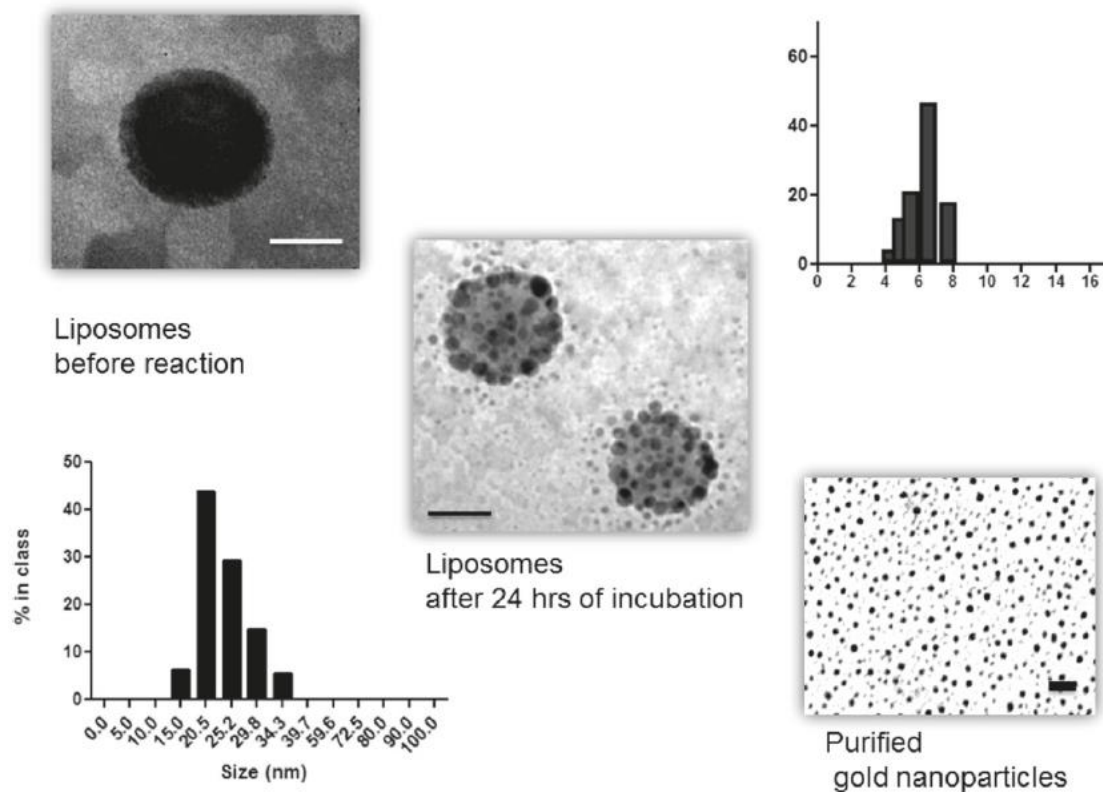 Liposomes
before reaction
60
40
20
0
0 2 4 6 8 10 12 14 16
Liposomes
after 24 hrs of incubation
50
40
30
20
10
0
% in class
0.0 5.0 10.0 15.0 20.5 25.2 29.8 34.3 39.7 59.6 72.5 80.0 90.0 100.0
Size (nm)
Purified
gold nanoparticles